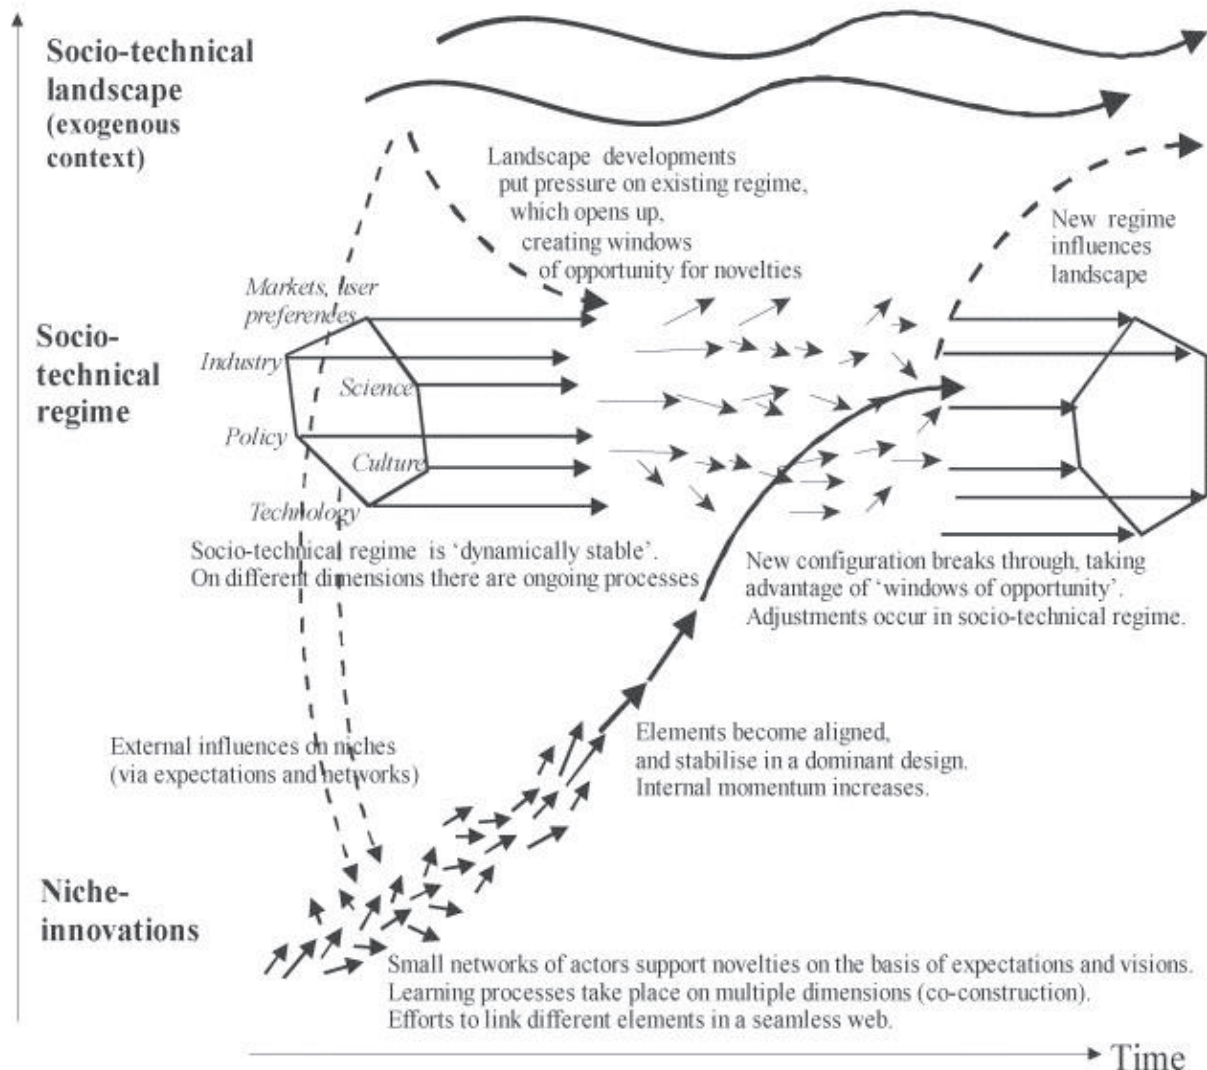 Socio-technical
landscape
(exogenous
context)
Landscape developments
put pressure on existing regime,
which opens up,
creating windows
of opportunity for novelties
New regime
influences
landscape
Markets, user
preferences
Socio-
technical
regime
Industry
Science
Policy
Culture
Technology
Socio-technical regime is ‘dynamically stable’.
On different dimensions there are ongoing processes
New configuration breaks through, taking
advantage of ‘windows of opportunity’.
Adjustments occur in socio-technical regime.
External influences on niches
(via expectations and networks)
Elements become aligned,
and stabilise in a dominant design.
Internal momentum increases.
Niche-
innovations
Small networks of actors support novelties on the basis of expectations and visions.
Learning processes take place on multiple dimensions (co-construction).
Efforts to link different elements in a seamless web.
Time